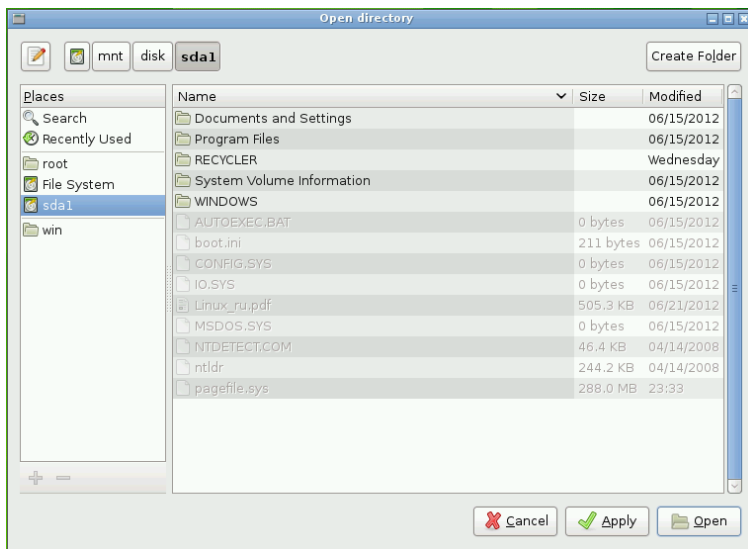 Open directory
mnt disk sda1 Create Folder
Places
Search
Recently Used
root
File System
sda1
win
Name Size Modified
Documents and Settings 06/15/2012
Program Files 06/15/2012
RECYCLER Wednesday
System Volume Information 06/15/2012
WINDOWS 06/15/2012
AUTOEXEC.BAT 0 bytes 06/15/2012
boot.ini 211 bytes 06/15/2012
CONFIG.SYS 0 bytes 06/15/2012
IO.SYS 0 bytes 06/15/2012
Linux_ru.pdf 505.3 KB 06/21/2012
MSDOS.SYS 0 bytes 06/15/2012
NTDETECT.COM 46.4 KB 04/14/2008
ntldr 244.2 KB 04/14/2008
pagefile.sys 288.0 MB 23:33
Cancel Apply Open